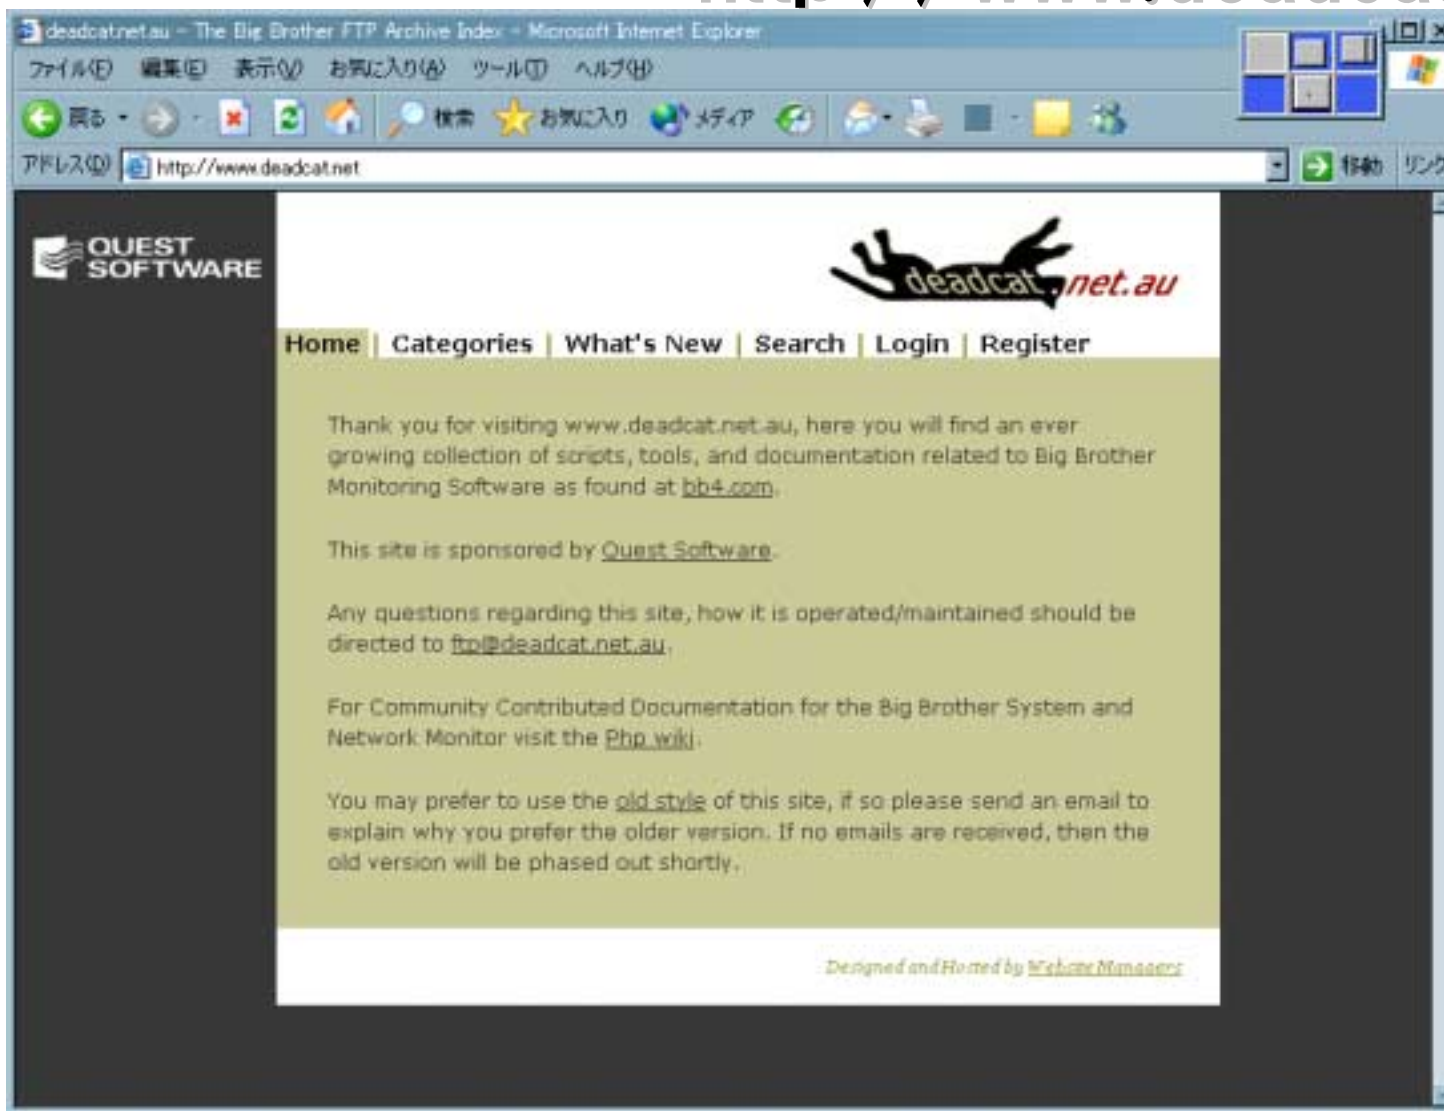 deadcat.net.au - The Big Brother FTP Archive Index - Microsoft Internet Explorer
ファイル(F) 編集(E) 表示(V) お気に入り(A) ツール(T) ヘルプ(H)
戻る 検索 お気に入り メディア
アドレス(D) http://www.deadcat.net 移動 リンク
QUEST
SOFTWARE
deadcat.net.au
Home | Categories | What's New | Search | Login | Register
Thank you for visiting www.deadcat.net.au, here you will find an ever
growing collection of scripts, tools, and documentation related to Big Brother
Monitoring Software as found at bb4.com.
This site is sponsored by Quest Software.
Any questions regarding this site, how it is operated/maintained should be
directed to ftp@deadcat.net.au.
For Community Contributed Documentation for the Big Brother System and
Network Monitor visit the Php wiki.
You may prefer to use the old style of this site, if so please send an email to
explain why you prefer the older version. If no emails are received, then the
old version will be phased out shortly.
Designed and Hosted by Website Managers